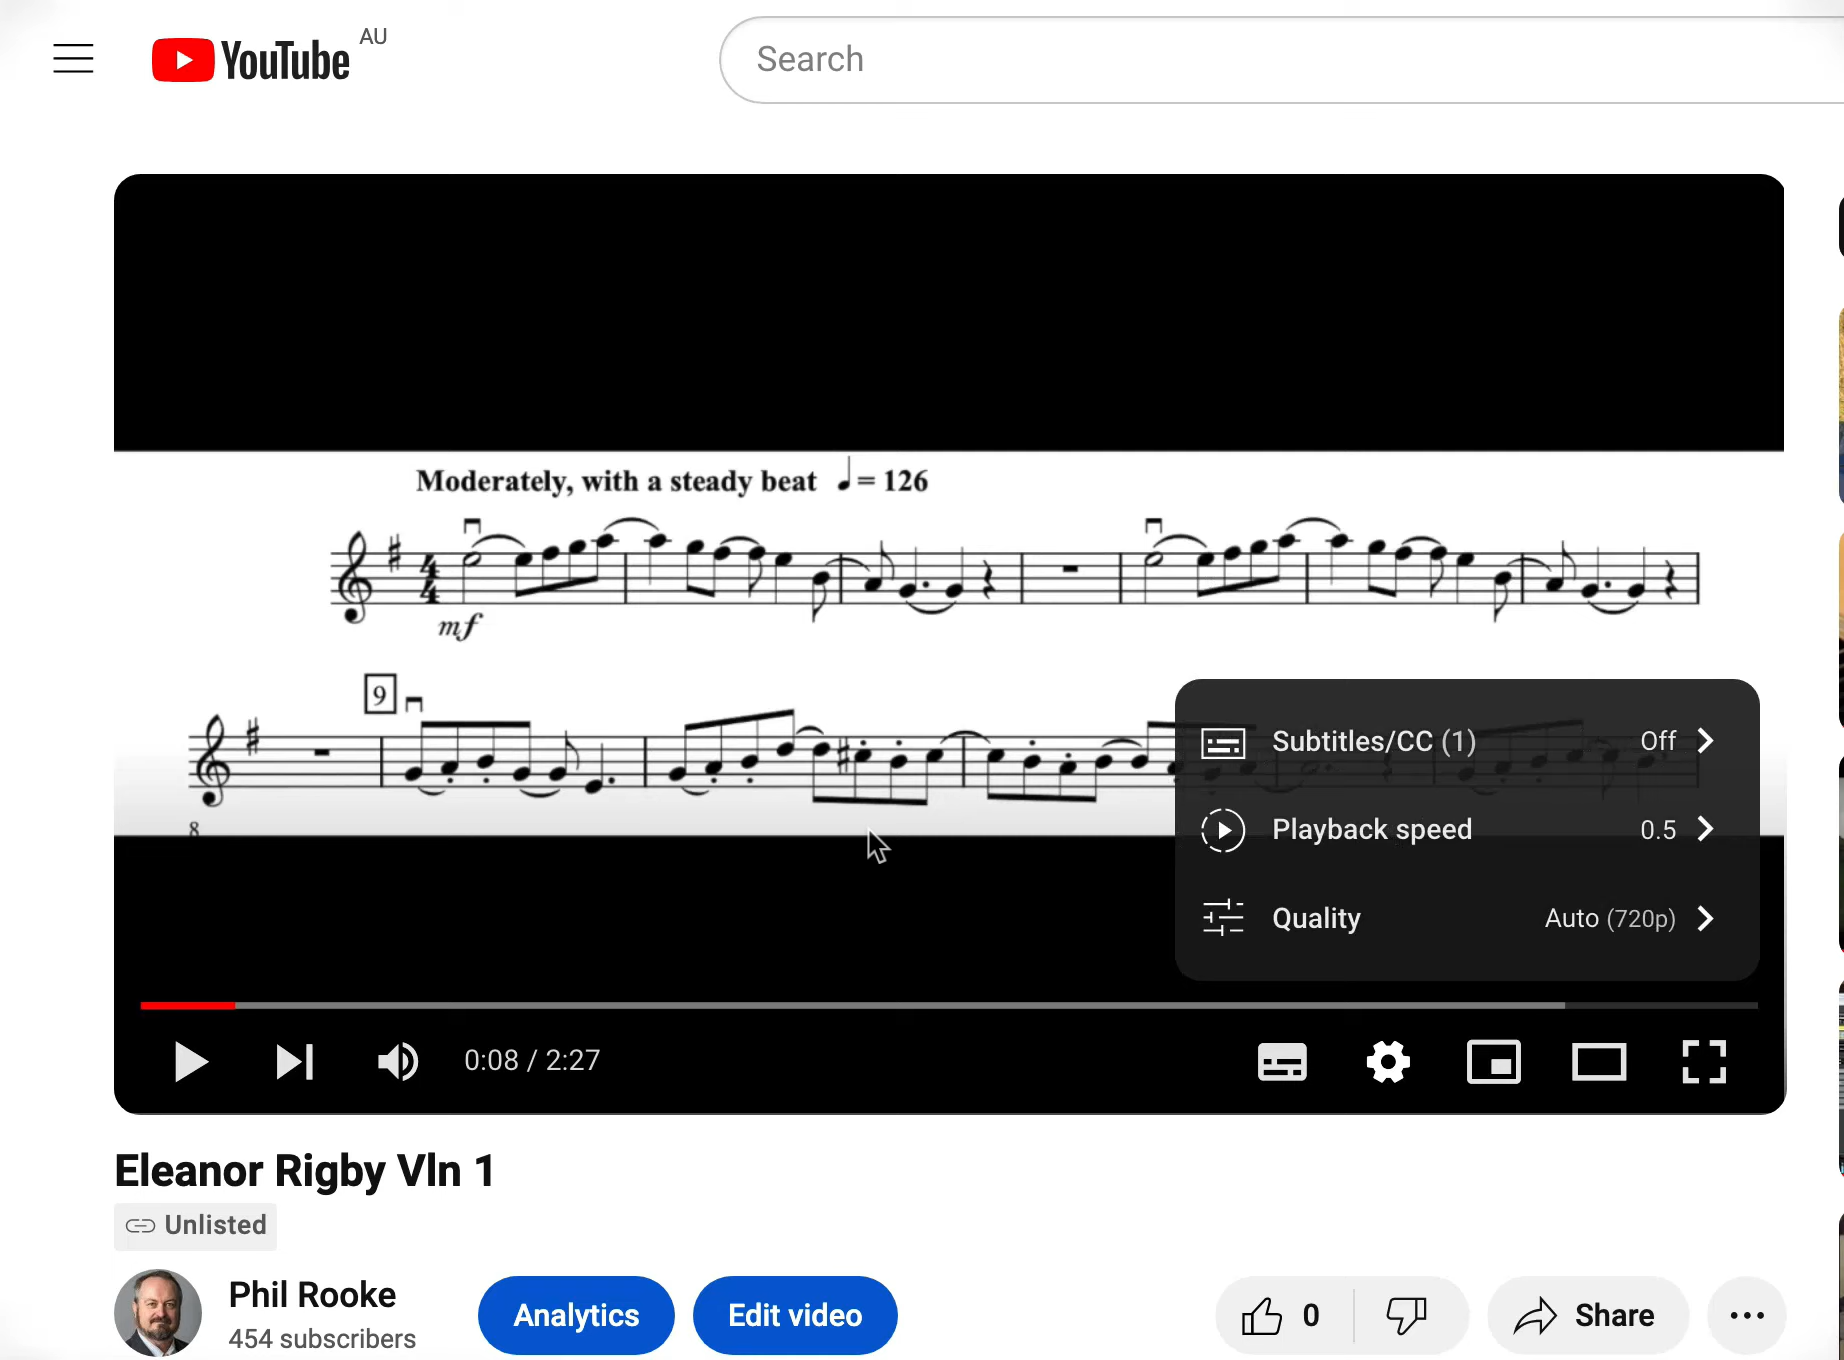 YouTube AU
Search
Moderately, with a steady beat ♩= 126
4
4
mf
9
8
Subtitles/CC (1) Off
Playback speed 0.5
Quality Auto (720p)
0:08 / 2:27
Eleanor Rigby Vln 1
Unlisted
Phil Rooke
454 subscribers
Analytics
Edit video
0
Share